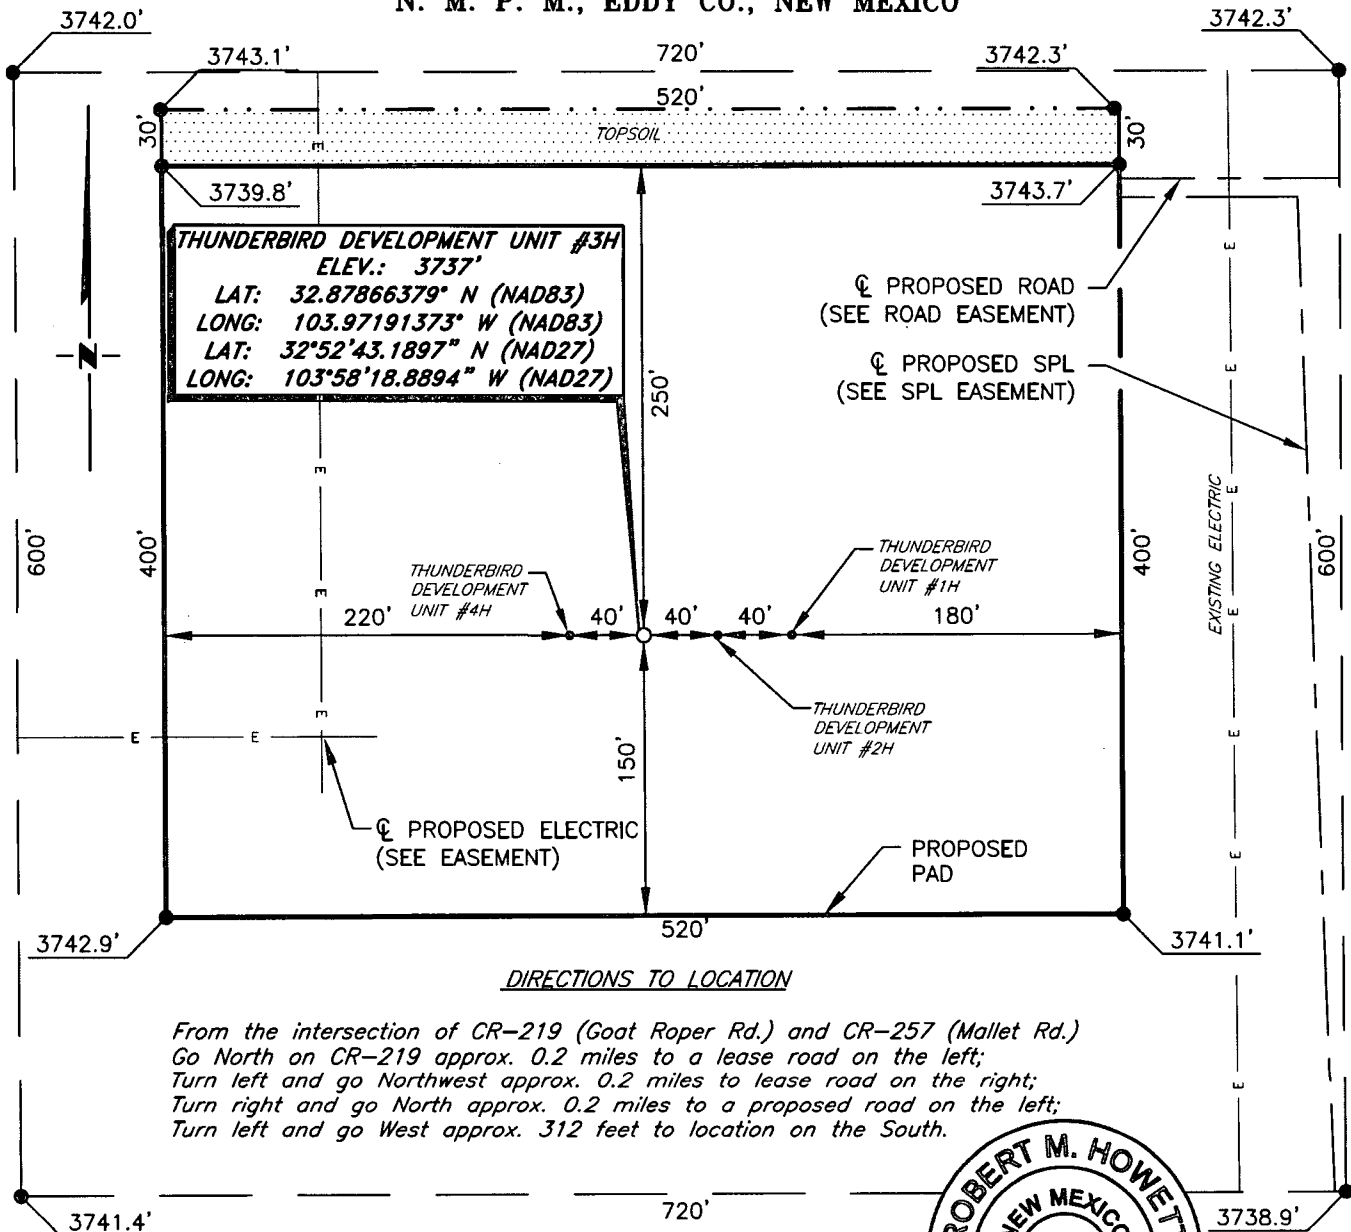 N. M. P. M., EDDY CO., NEW MEXICO
3742.0'
3742.3'
3743.1'
720'
3742.3'
520'
30'
TOPSOIL
30'
E
3739.8'
3743.7'
THUNDERBIRD DEVELOPMENT UNIT #3H
ELEV.: 3737'
LAT: 32.87866379° N (NAD83)
LONG: 103.97191373° W (NAD83)
LAT: 32°52'43.1897" N (NAD27)
LONG: 103°58'18.8894" W (NAD27)
N
E
℄ PROPOSED ROAD
(SEE ROAD EASEMENT)
℄ PROPOSED SPL
(SEE SPL EASEMENT)
E
250'
E
E
EXISTING ELECTRIC
600'
400'
400'
600'
THUNDERBIRD
DEVELOPMENT
UNIT #4H
THUNDERBIRD
DEVELOPMENT
UNIT #1H
E
E
220'
40'
40'
40'
180'
THUNDERBIRD
DEVELOPMENT
UNIT #2H
E
E
E
E
150'
℄ PROPOSED ELECTRIC
(SEE EASEMENT)
PROPOSED
PAD
E
520'
3742.9'
3741.1'
E
DIRECTIONS TO LOCATION
From the intersection of CR-219 (Goat Roper Rd.) and CR-257 (Mallet Rd.)
Go North on CR-219 approx. 0.2 miles to a lease road on the left;
Turn left and go Northwest approx. 0.2 miles to lease road on the right;
Turn right and go North approx. 0.2 miles to a proposed road on the left;
Turn left and go West approx. 312 feet to location on the South.
E
ROBERT M. HOWETT
NEW MEXICO
3741.4'
720'
3738.9'